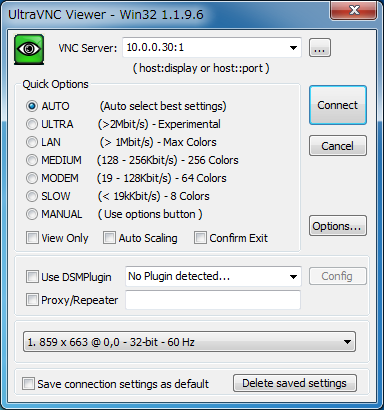 UltraVNC Viewer - Win32 1.1.9.6
VNC Server: 10.0.0.30:1 ...
( host:display or host::port )
Quick Options
AUTO (Auto select best settings)
Connect
ULTRA (>2Mbit/s) - Experimental
LAN (> 1Mbit/s) - Max Colors
Cancel
MEDIUM (128 - 256Kbit/s) - 256 Colors
MODEM (19 - 128Kbit/s) - 64 Colors
SLOW (< 19kKbit/s) - 8 Colors
MANUAL ( Use options button )
Options...
View Only Auto Scaling Confirm Exit
Use DSMPlugin No Plugin detected... Config
Proxy/Repeater
1. 859 x 663 @ 0,0 - 32-bit - 60 Hz
Save connection settings as default Delete saved settings